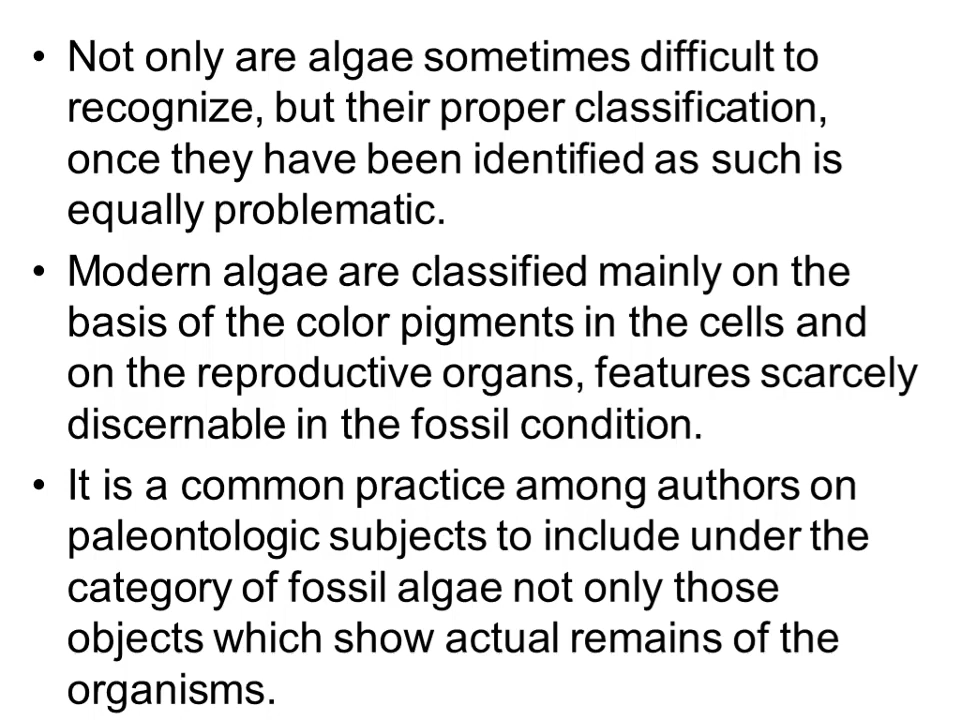 • Not only are algae sometimes difficult to
recognize, but their proper classification,
once they have been identified as such is
equally problematic.
• Modern algae are classified mainly on the
basis of the color pigments in the cells and
on the reproductive organs, features scarcely
discernable in the fossil condition.
• It is a common practice among authors on
paleontologic subjects to include under the
category of fossil algae not only those
objects which show actual remains of the
organisms.